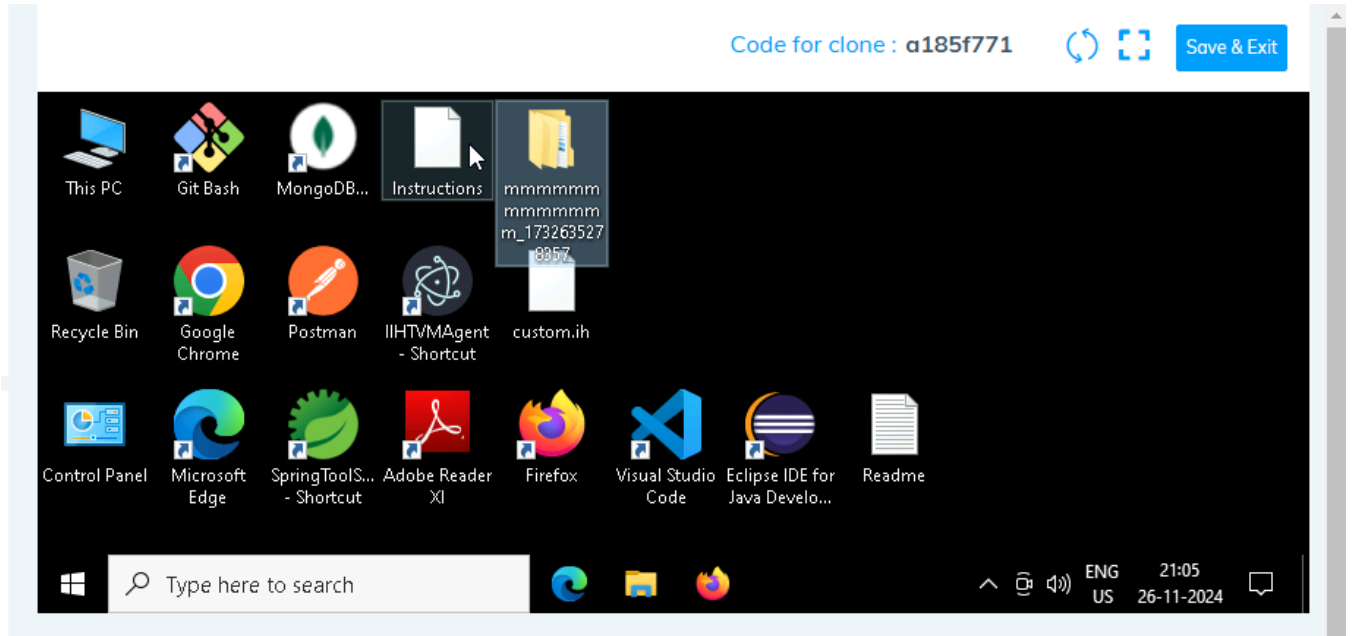 Code for clone : a185f771
Save & Exit
This PC
Git Bash
MongoDB...
Instructions
mmmmmm
mmmmmm
m_173263527
8357
Recycle Bin
Google
Chrome
Postman
IIHTVMAgent
- Shortcut
custom.ih
Control Panel
Microsoft
Edge
SpringToolS...
- Shortcut
Adobe Reader
XI
Firefox
Visual Studio
Code
Eclipse IDE for
Java Develo...
Readme
Type here to search
ENG
US
21:05
26-11-2024